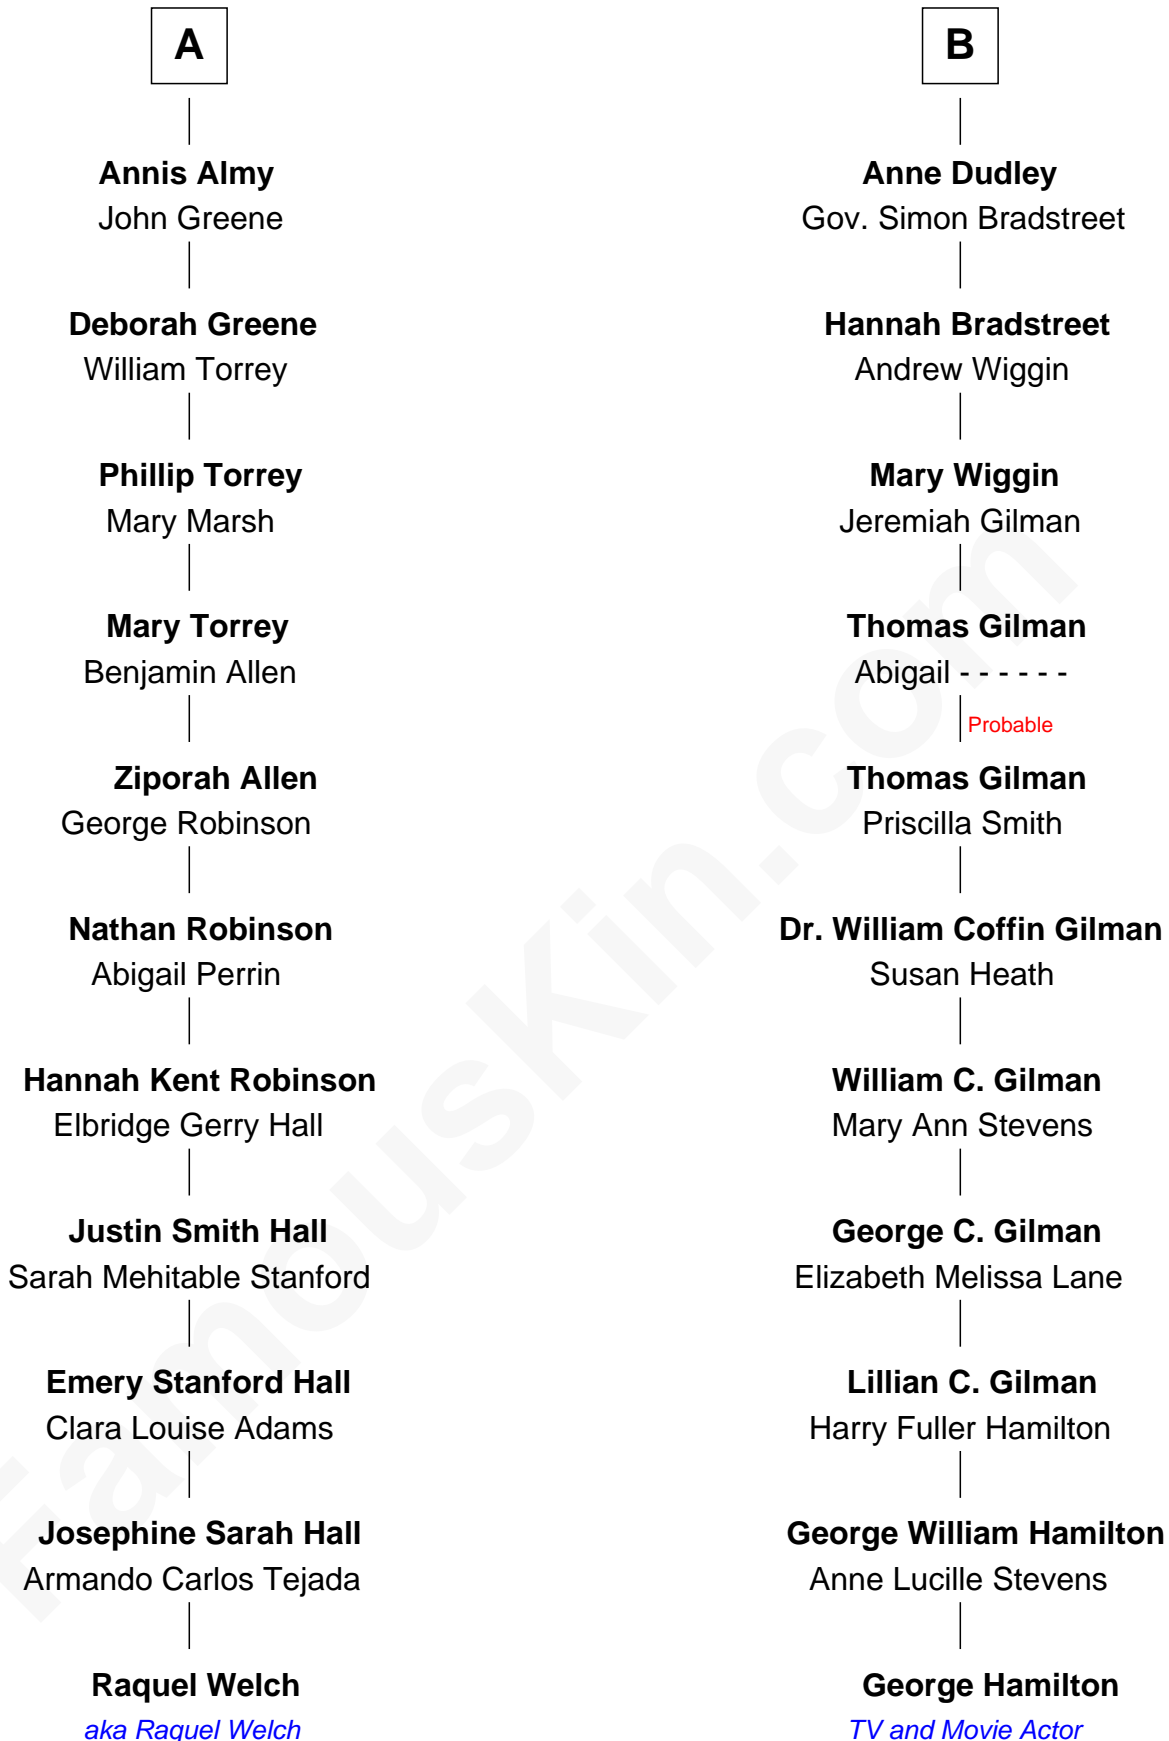 A
Annis Almy
John Greene
Deborah Greene
William Torrey
Phillip Torrey
Mary Marsh
Mary Torrey
Benjamin Allen
Ziporah Allen
George Robinson
Nathan Robinson
Abigail Perrin
Hannah Kent Robinson
Elbridge Gerry Hall
Justin Smith Hall
Sarah Mehitable Stanford
Emery Stanford Hall
Clara Louise Adams
Josephine Sarah Hall
Armando Carlos Tejada
Raquel Welch
aka Raquel Welch
B
Anne Dudley
Gov. Simon Bradstreet
Hannah Bradstreet
Andrew Wiggin
Mary Wiggin
Jeremiah Gilman
Thomas Gilman
Abigail - - - - - -
Probable
Thomas Gilman
Priscilla Smith
Dr. William Coffin Gilman
Susan Heath
William C. Gilman
Mary Ann Stevens
George C. Gilman
Elizabeth Melissa Lane
Lillian C. Gilman
Harry Fuller Hamilton
George William Hamilton
Anne Lucille Stevens
George Hamilton
TV and Movie Actor
FamousKin.com